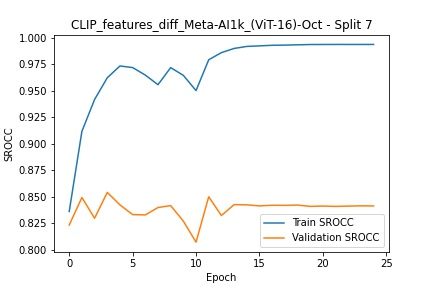 CLIP_features_diff_Meta-AI1k_(ViT-16)-Oct - Split 7
1.000
0.975
0.950
0.925
0.900
0.875
0.850
0.825
0.800
SROCC
Train SROCC
Validation SROCC
0 5 10 15 20 25
Epoch